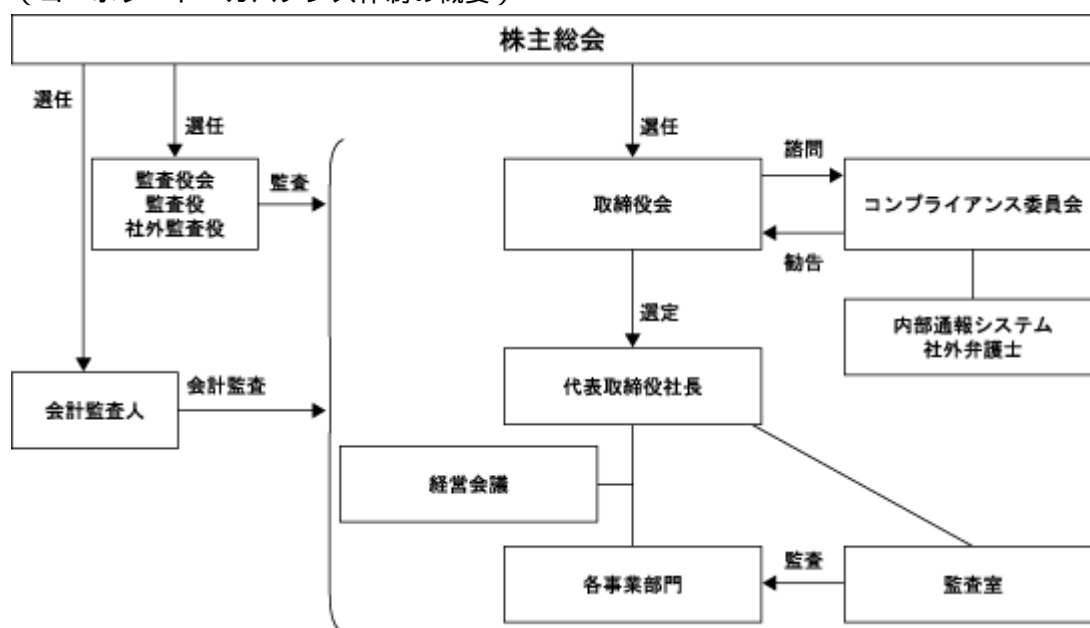 株主総会
選任
選任
選任
諮問
監査役会
監査役
社外監査役
監査
取締役会
コンプライアンス委員会
勧告
選定
内部通報システム
社外弁護士
会計監査人
会計監査
代表取締役社長
経営会議
各事業部門
監査
監査室